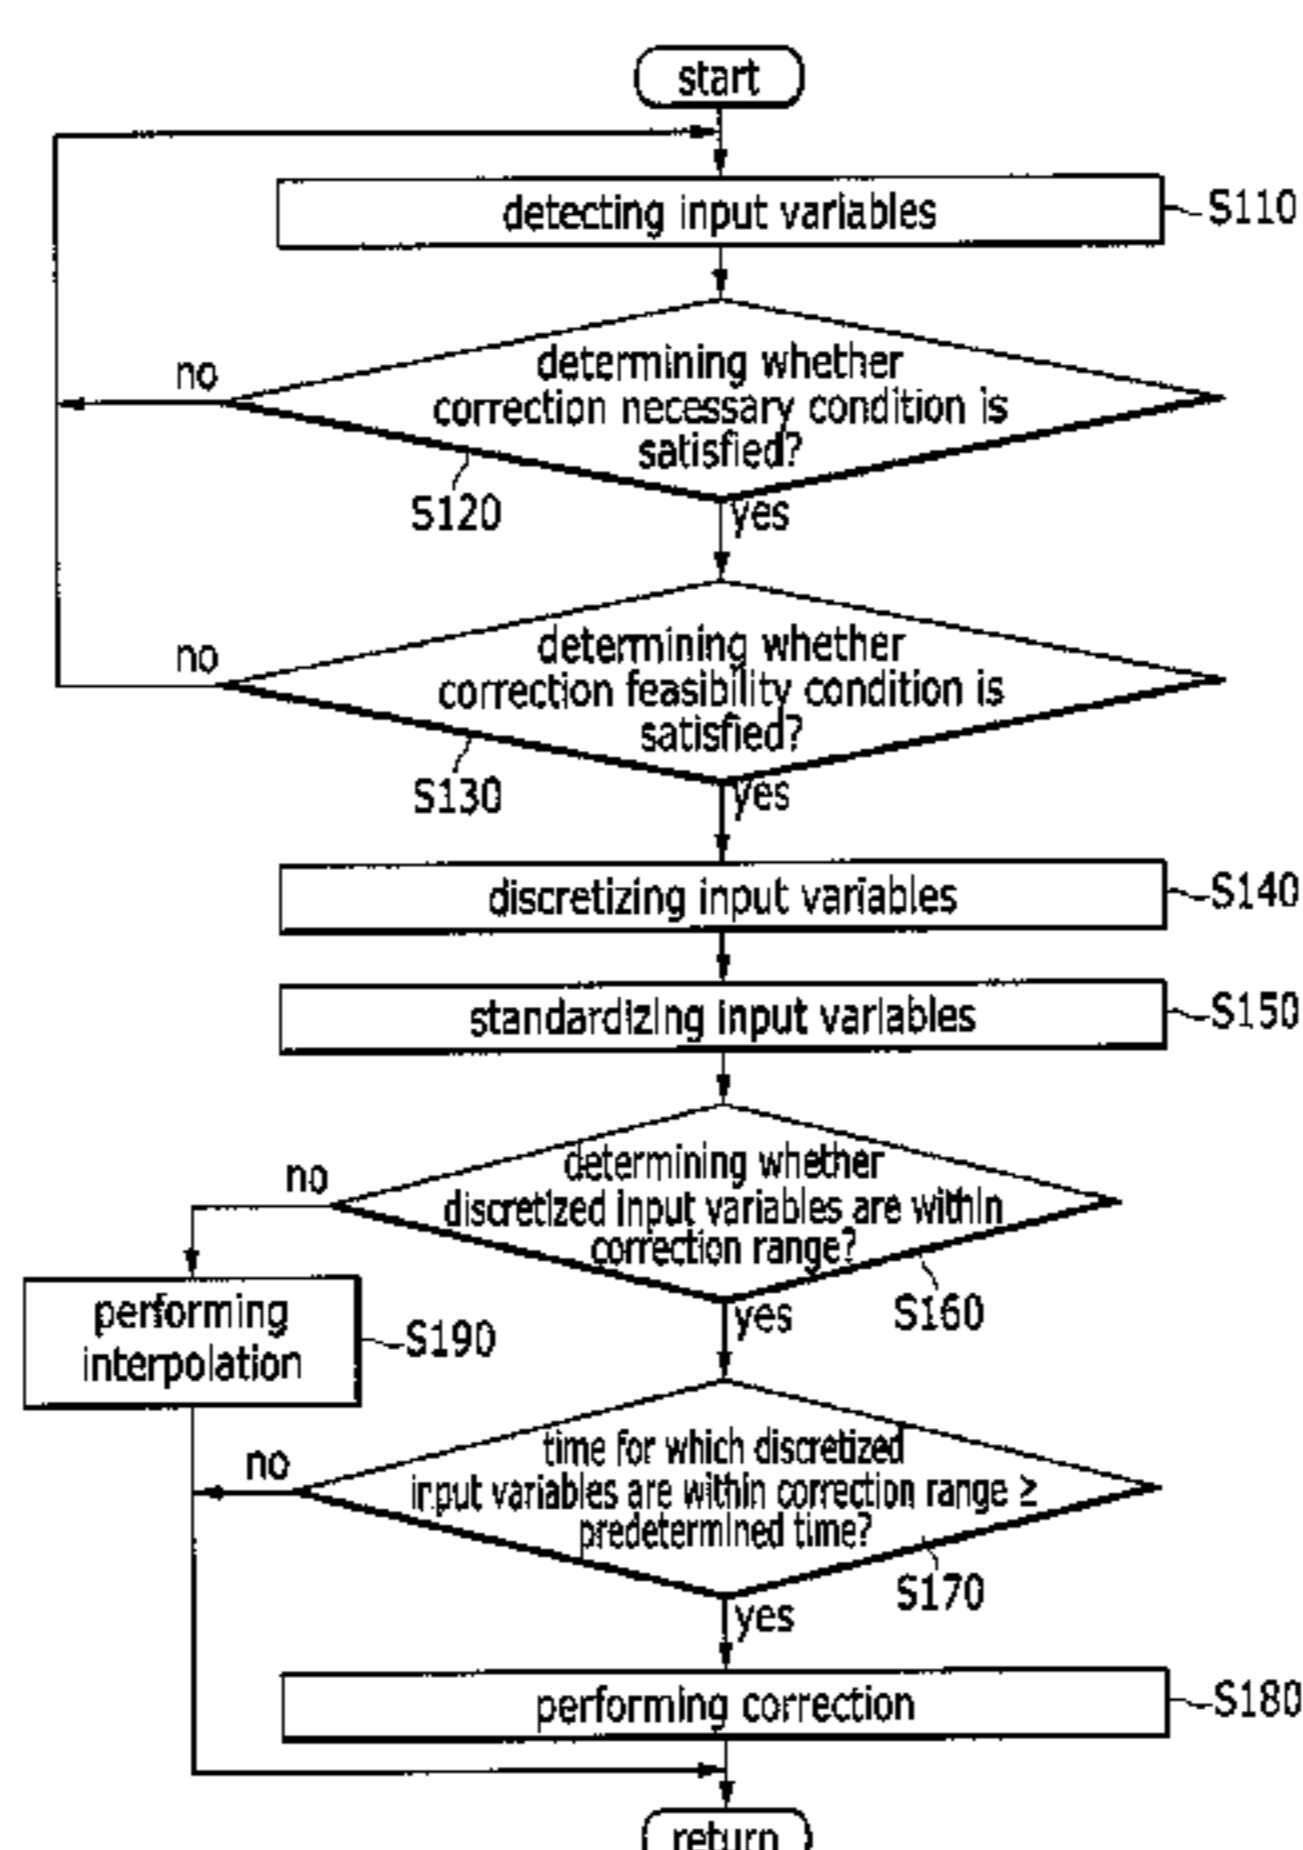 start
detecting input variables
S110
no
determining whether
correction necessary condition is
satisfied?
S120
yes
no
determining whether
correction feasibility condition is
satisfied?
S130
yes
discretizing input variables
S140
standardizing input variables
S150
no
determining whether
discretized input variables are within
correction range?
S160
yes
performing
interpolation
S190
no
time for which discretized
input variables are within correction range ≥
predetermined time?
S170
yes
performing correction
S180
return